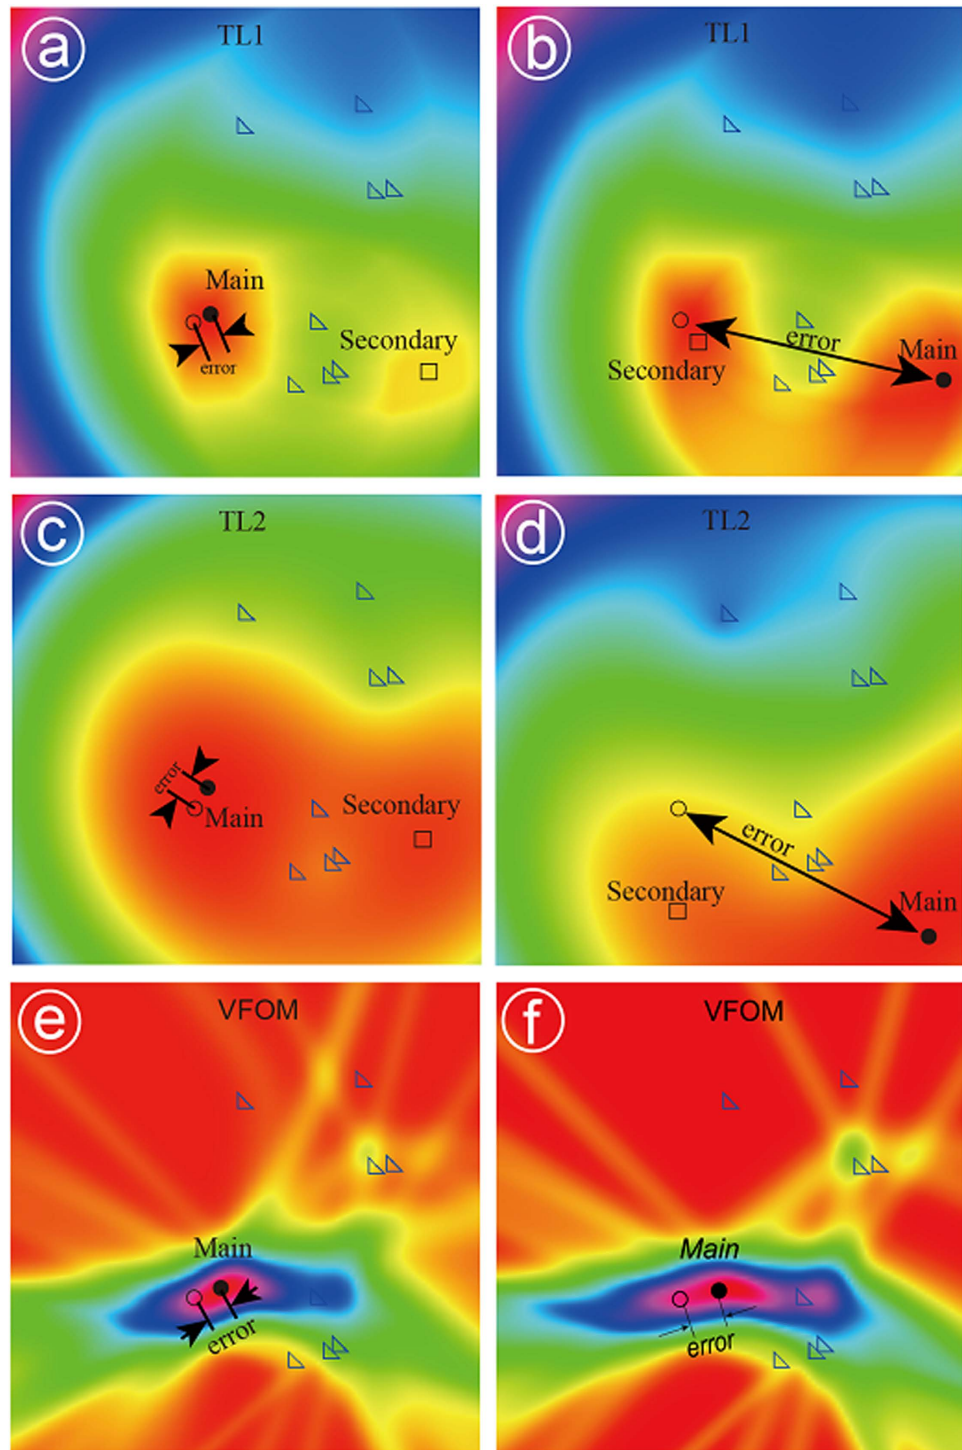 a
TL1
Main
error
Secondary
b
TL1
error
Main
Secondary
c
TL2
error
Main
Secondary
d
TL2
error
Secondary
Main
e
VFOM
Main
error
f
VFOM
Main
error